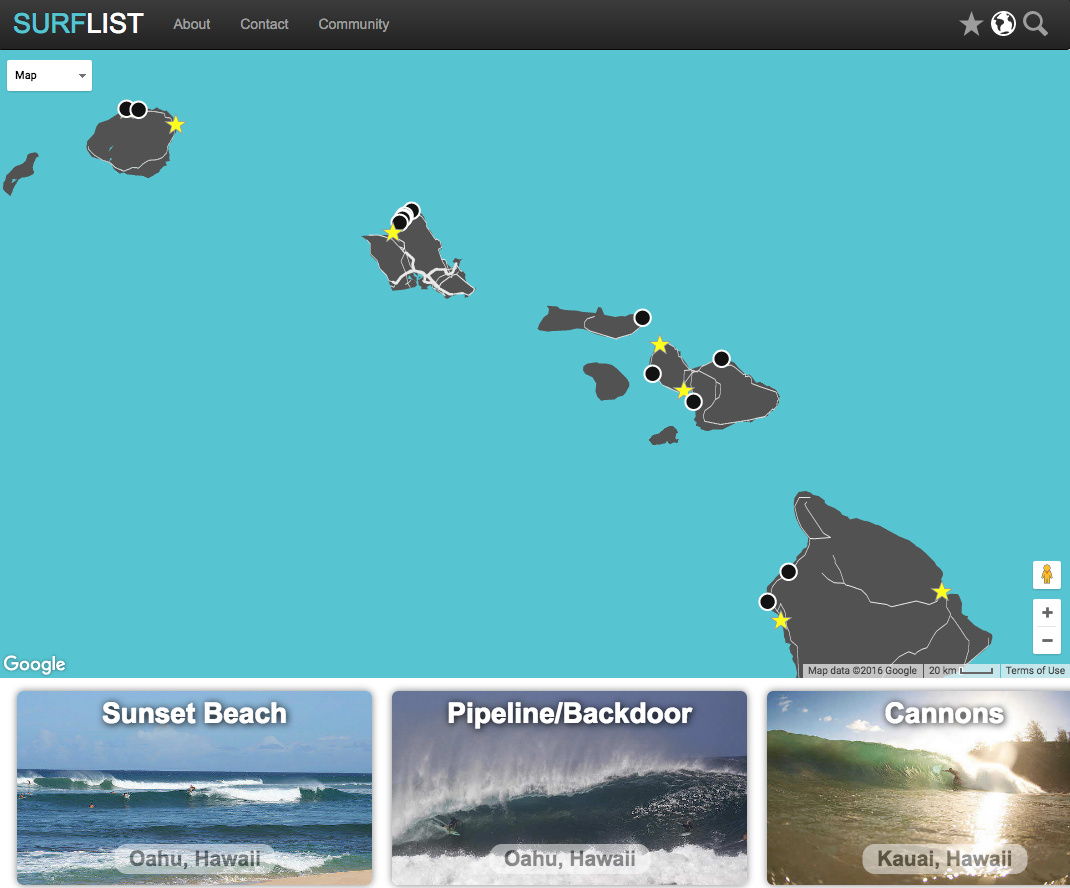 SURFLIST About Contact Community
Map
Google
Map data ©2016 Google 20 km Terms of Use
Sunset Beach
Pipeline/Backdoor
Cannons
Oahu, Hawaii
Oahu, Hawaii
Kauai, Hawaii